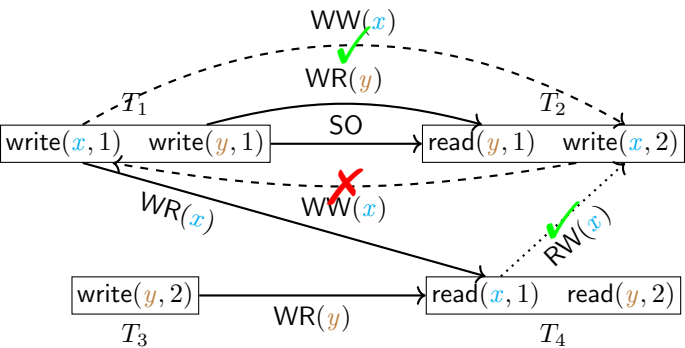 WW(x)
WR(y)
T1
T2
SO
write(x, 1) write(y, 1)
read(y, 1) write(x, 2)
WW(x)
WR(x)
RW(x)
write(y, 2)
read(x, 1) read(y, 2)
WR(y)
T3
T4